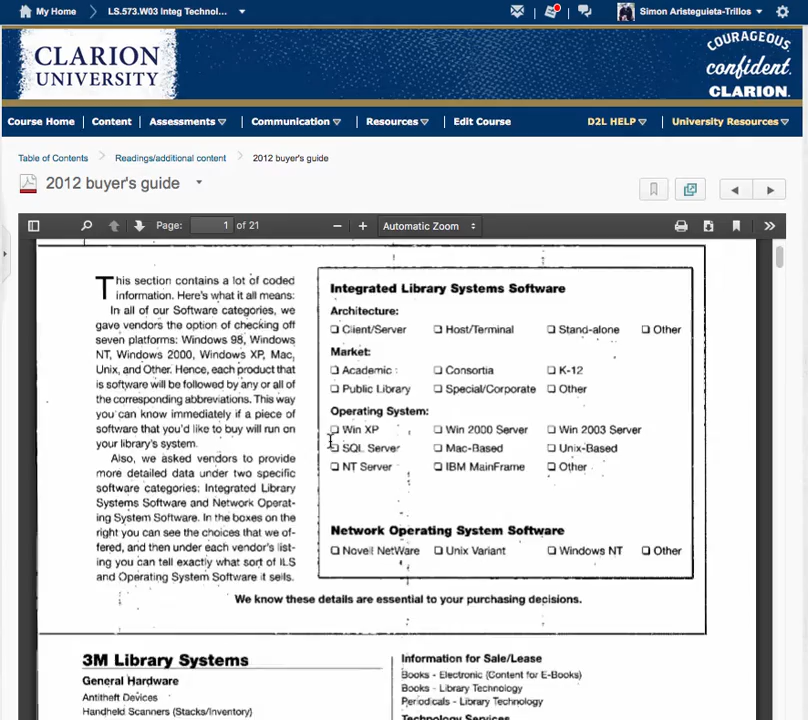 My Home LS.573.W03 Integ Technol... Simon Aristeguieta-Trillos
CLARION
UNIVERSITY
COURAGEOUS
confident.
CLARION.
Course Home Content Assessments Communication Resources Edit Course D2L HELP University Resources
Table of Contents Readings/additional content 2012 buyer's guide
2012 buyer's guide
Page: 1 of 21 Automatic Zoom
This section contains a lot of coded
information. Here's what it all means:
In all of our Software categories, we
gave vendors the option of checking off
seven platforms: Windows 98, Windows
NT, Windows 2000, Windows XP, Mac,
Unix, and Other. Hence, each product that
is software will be followed by any or all of
the corresponding abbreviations. This way
you can know immediately if a piece of
software that you'd like to buy will run on
your library's system.
Also, we asked vendors to provide
more detailed data under two specific
software categories: Integrated Library
Systems Software and Network Operat-
ing System Software. In the boxes on the
right you can see the choices that we of-
fered, and then under each vendor's list-
ing you can tell exactly what sort of ILS
and Operating System Software it sells.
Integrated Library Systems Software
Architecture:
Client/Server Host/Terminal Stand-alone Other
Market:
Academic Consortia K-12
Public Library Special/Corporate Other
Operating System:
Win XP Win 2000 Server Win 2003 Server
SQL Server Mac-Based Unix-Based
NT Server IBM MainFrame Other
Network Operating System Software
Novell NetWare Unix Variant Windows NT Other
We know these details are essential to your purchasing decisions.
3M Library Systems
General Hardware
Antitheft Devices
Handheld Scanners (Stacks/Inventory)
Information for Sale/Lease
Books - Electronic (Content for E-Books)
Books - Library Technology
Periodicals - Library Technology
Technology Services